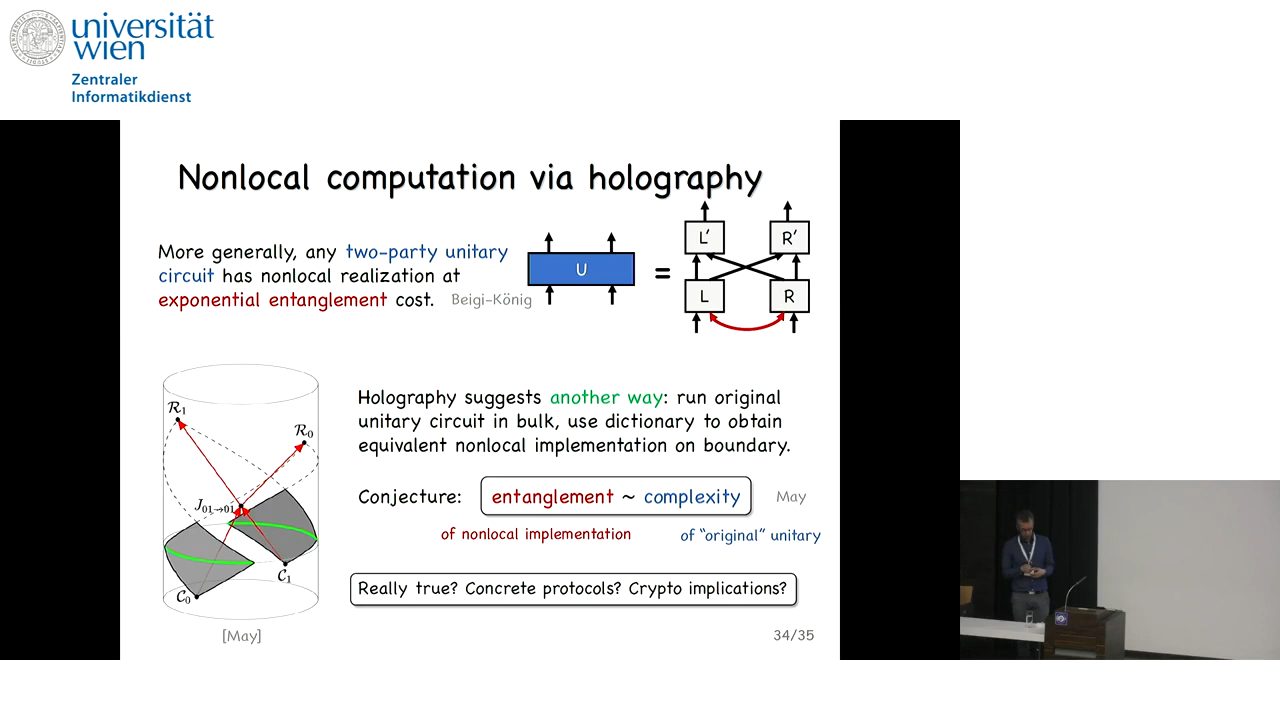 universität
wien
Zentraler
Informatikdienst
Nonlocal computation via holography
More generally, any two-party unitary
circuit has nonlocal realization at
exponential entanglement cost. Beigi-König
U
=
L′
R′
L
R
R₁
R₀
J₀₁→₀₁
C₁
C₀
[May]
Holography suggests another way: run original
unitary circuit in bulk, use dictionary to obtain
equivalent nonlocal implementation on boundary.
Conjecture: entanglement ~ complexity May
of nonlocal implementation of "original" unitary
Really true? Concrete protocols? Crypto implications?
34/35